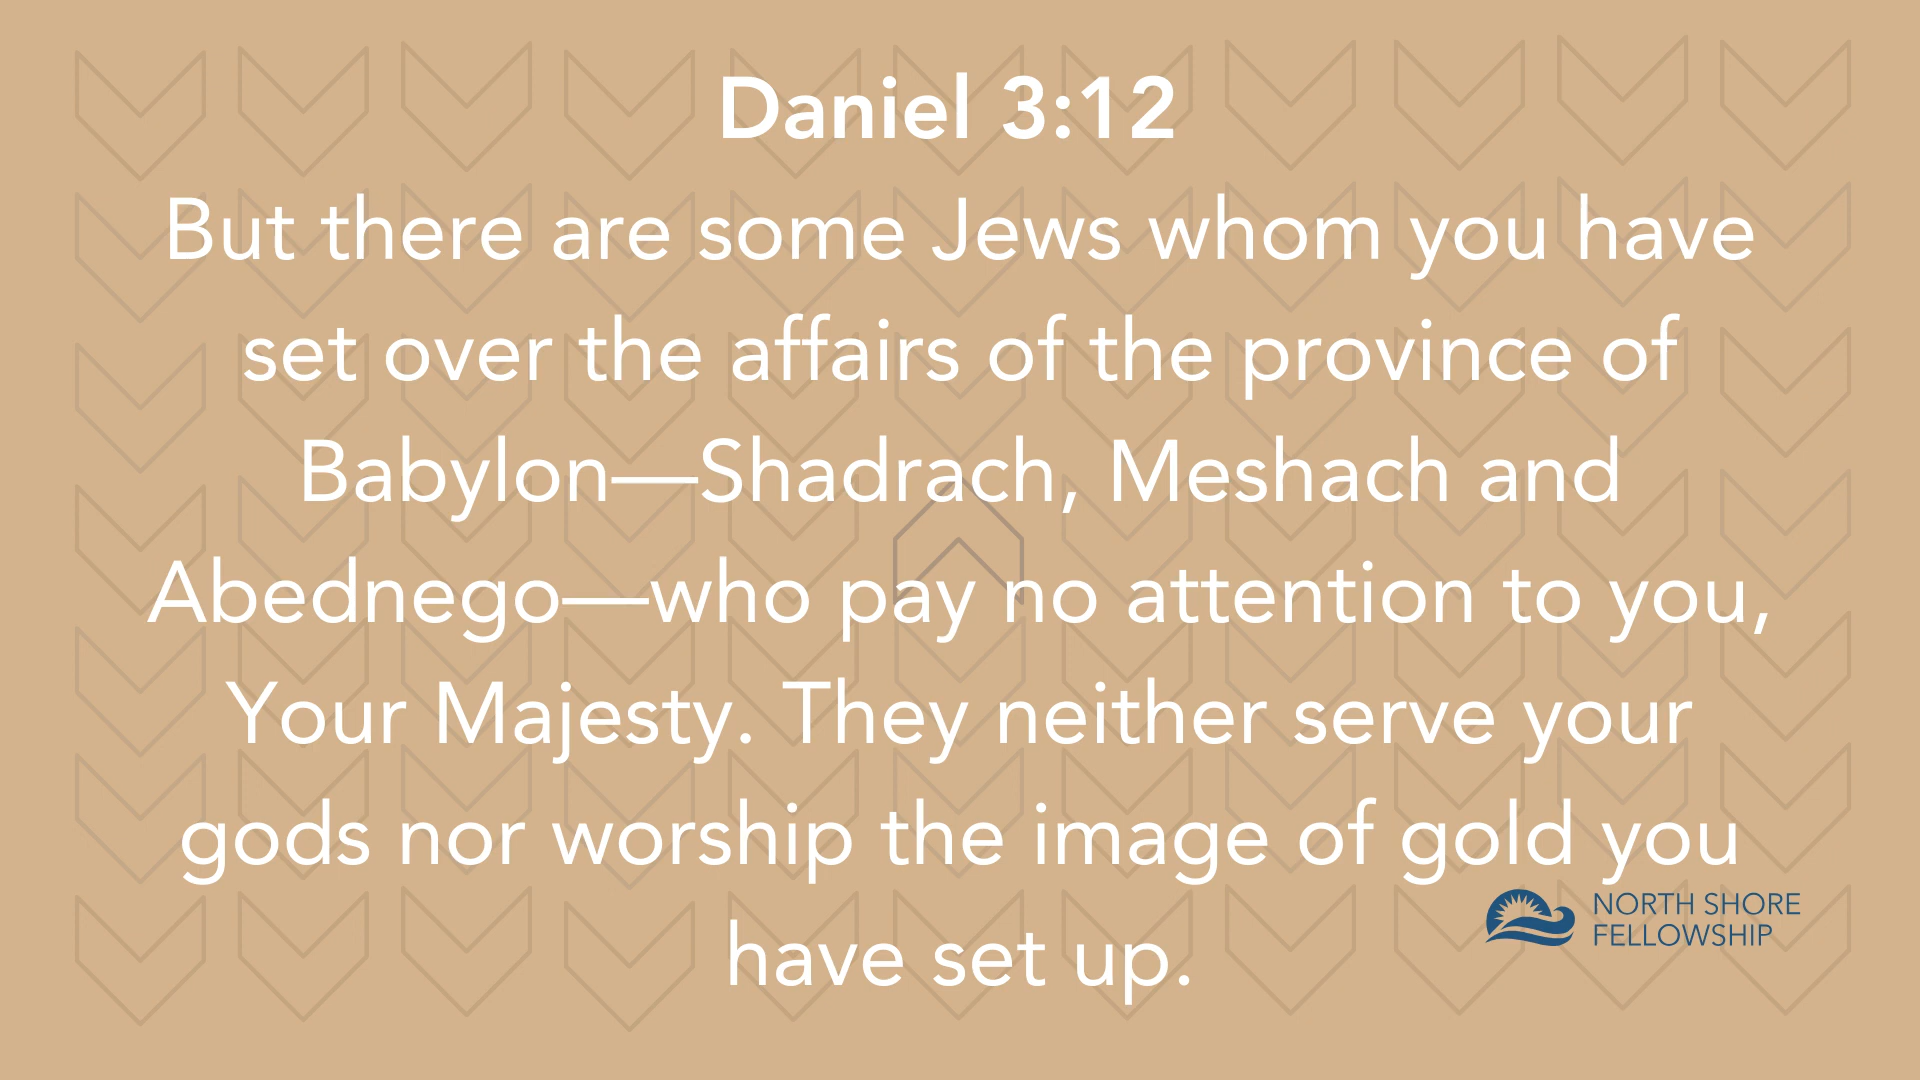 Daniel 3:12
But there are some Jews whom you have
set over the affairs of the province of
Babylon—Shadrach, Meshach and
Abednego—who pay no attention to you,
Your Majesty. They neither serve your
gods nor worship the image of gold you
have set up.
NORTH SHORE
FELLOWSHIP